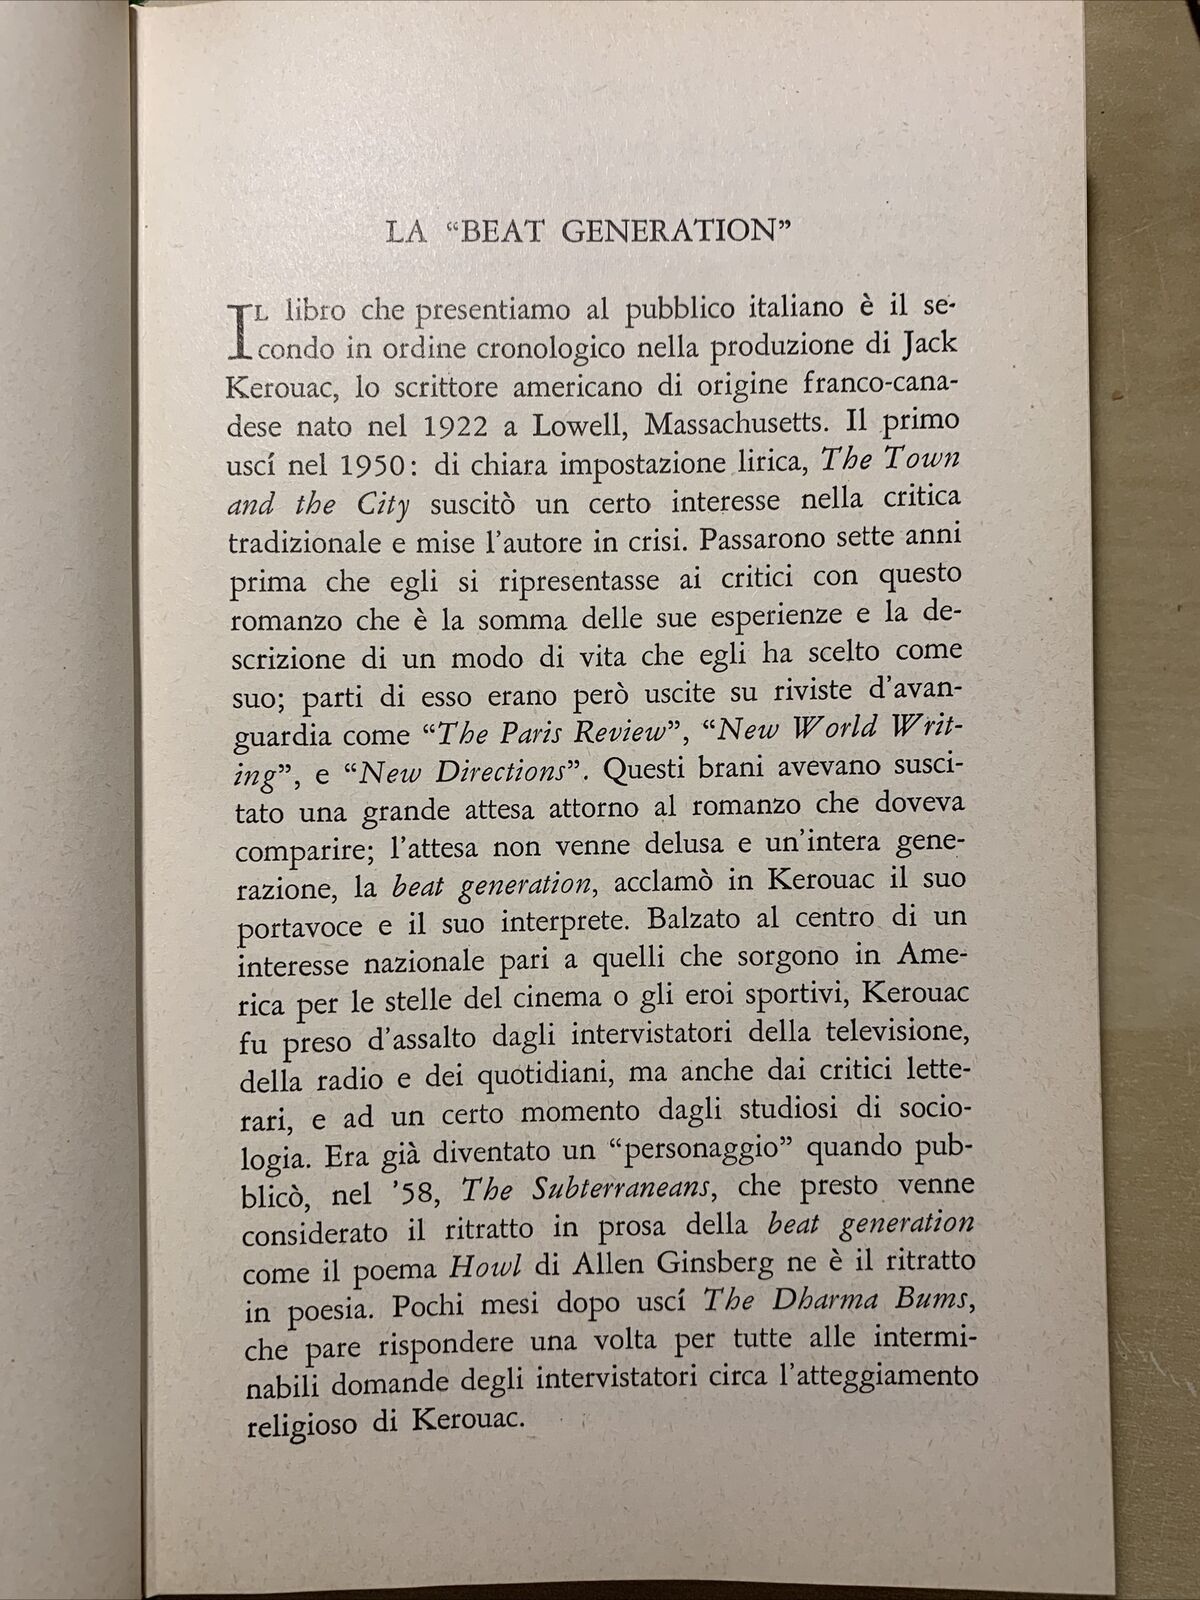 LA “BEAT GENERATION”
IL libro che presentiamo al pubblico italiano è il se-
condo in ordine cronologico nella produzione di Jack
Kerouac, lo scrittore americano di origine franco-cana-
dese nato nel 1922 a Lowell, Massachusetts. Il primo
uscí nel 1950: di chiara impostazione lirica, The Town
and the City suscitò un certo interesse nella critica
tradizionale e mise l’autore in crisi. Passarono sette anni
prima che egli si ripresentasse ai critici con questo
romanzo che è la somma delle sue esperienze e la de-
scrizione di un modo di vita che egli ha scelto come
suo; parti di esso erano però uscite su riviste d’avan-
guardia come “The Paris Review”, “New World Writ-
ing”, e “New Directions”. Questi brani avevano susci-
tato una grande attesa attorno al romanzo che doveva
comparire; l’attesa non venne delusa e un’intera gene-
razione, la beat generation, acclamò in Kerouac il suo
portavoce e il suo interprete. Balzato al centro di un
interesse nazionale pari a quelli che sorgono in Ame-
rica per le stelle del cinema o gli eroi sportivi, Kerouac
fu preso d’assalto dagli intervistatori della televisione,
della radio e dei quotidiani, ma anche dai critici lette-
rari, e ad un certo momento dagli studiosi di socio-
logia. Era già diventato un “personaggio” quando pub-
blicò, nel ’58, The Subterraneans, che presto venne
considerato il ritratto in prosa della beat generation
come il poema Howl di Allen Ginsberg ne è il ritratto
in poesia. Pochi mesi dopo uscí The Dharma Bums,
che pare rispondere una volta per tutte alle intermi-
nabili domande degli intervistatori circa l’atteggiamento
religioso di Kerouac.